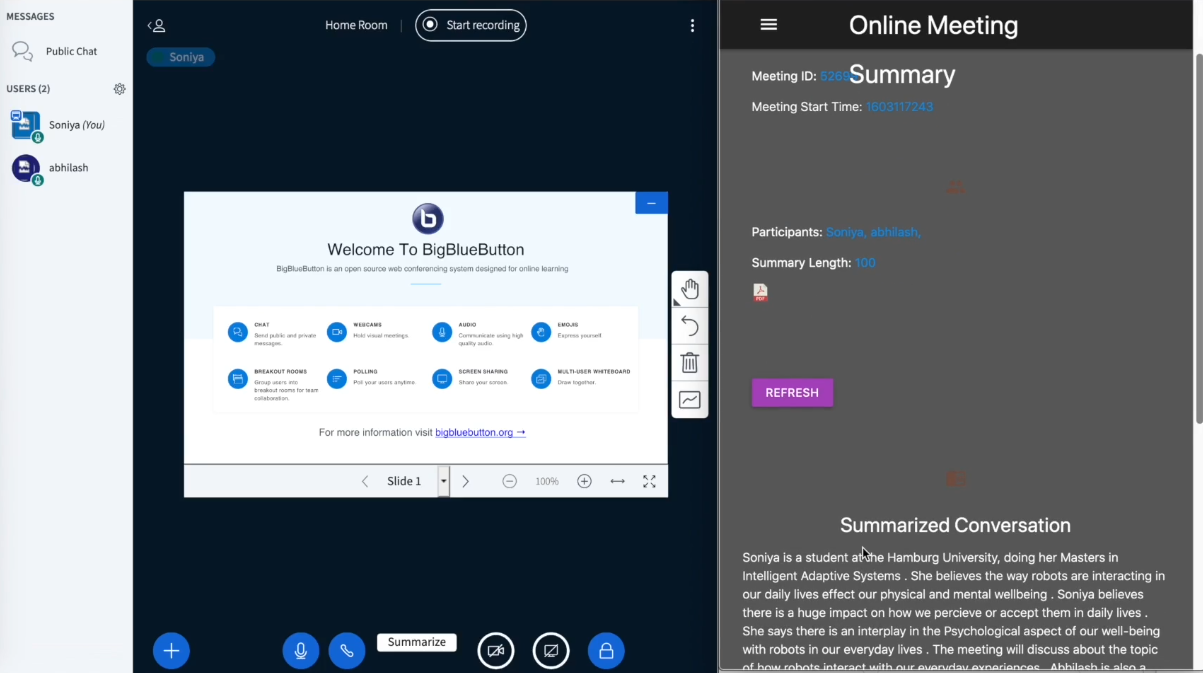 MESSAGES
Public Chat
USERS (2)
Soniya (You)
abhilash
Home Room
Start recording
Soniya
Welcome To BigBlueButton
BigBlueButton is an open source web conferencing system designed for online learning
CHAT
Send public and private
messages.
WEBCAMS
Hold visual meetings.
AUDIO
Communicate using high
quality audio.
EMOJIS
Express yourself.
BREAKOUT ROOMS
Group users into
breakout rooms for team
collaboration.
POLLING
Poll your users anytime.
SCREEN SHARING
Share your screen.
MULTI-USER WHITEBOARD
Draw together.
For more information visit bigbluebutton.org →
Slide 1
100%
Summarize
Online Meeting
Summary
Meeting ID:
Meeting Start Time: 1603117243
Participants: Soniya, abhilash,
Summary Length: 100
PDF
REFRESH
Summarized Conversation
Soniya is a student at the Hamburg University, doing her Masters in
Intelligent Adaptive Systems . She believes the way robots are interacting in
our daily lives effect our physical and mental wellbeing . Soniya believes
there is a huge impact on how we percieve or accept them in daily lives .
She says there is an interplay in the Psychological aspect of our well-being
with robots in our everyday lives . The meeting will discuss about the topic
of how robots interact with our everyday experiences . Abhilash is also a